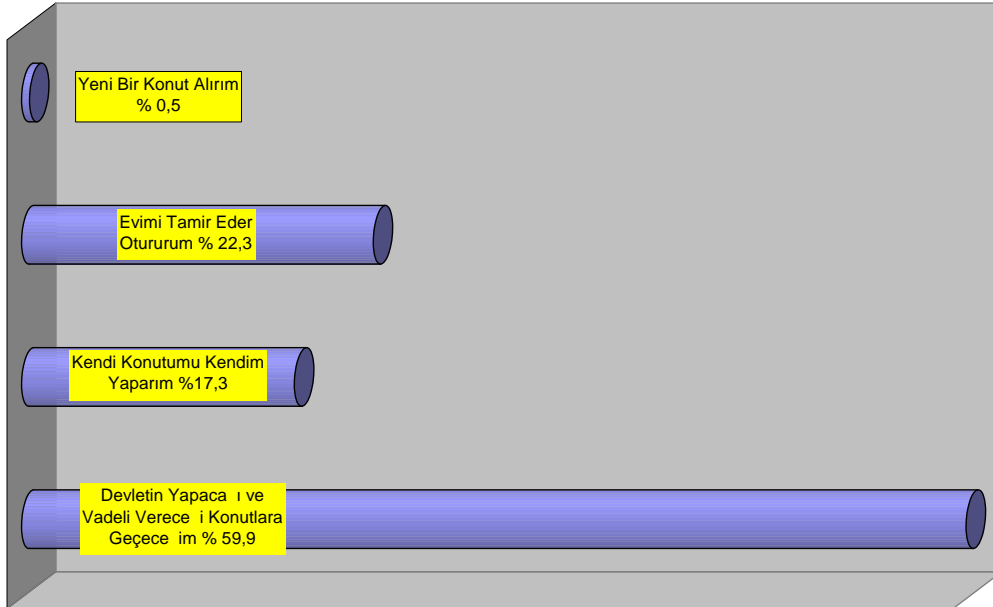 Yeni Bir Konut Alırım
% 0,5
Evimi Tamir Eder
Otururum % 22,3
Kendi Konutumu Kendim
Yaparım %17,3
Devletin Yapaca ı ve
Vadeli Verece i Konutlara
Geçece im % 59,9